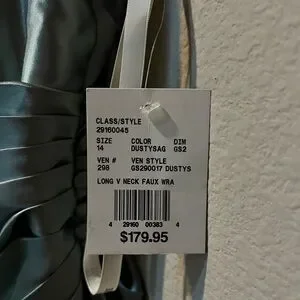 CLASS/STYLE
29160045
SIZE COLOR DIM
14 DUSTYSAG GS2
VEN # VEN STYLE
298 GS290017 DUSTYS
LONG V NECK FAUX WRA
4 29160 00383 4
$179.95